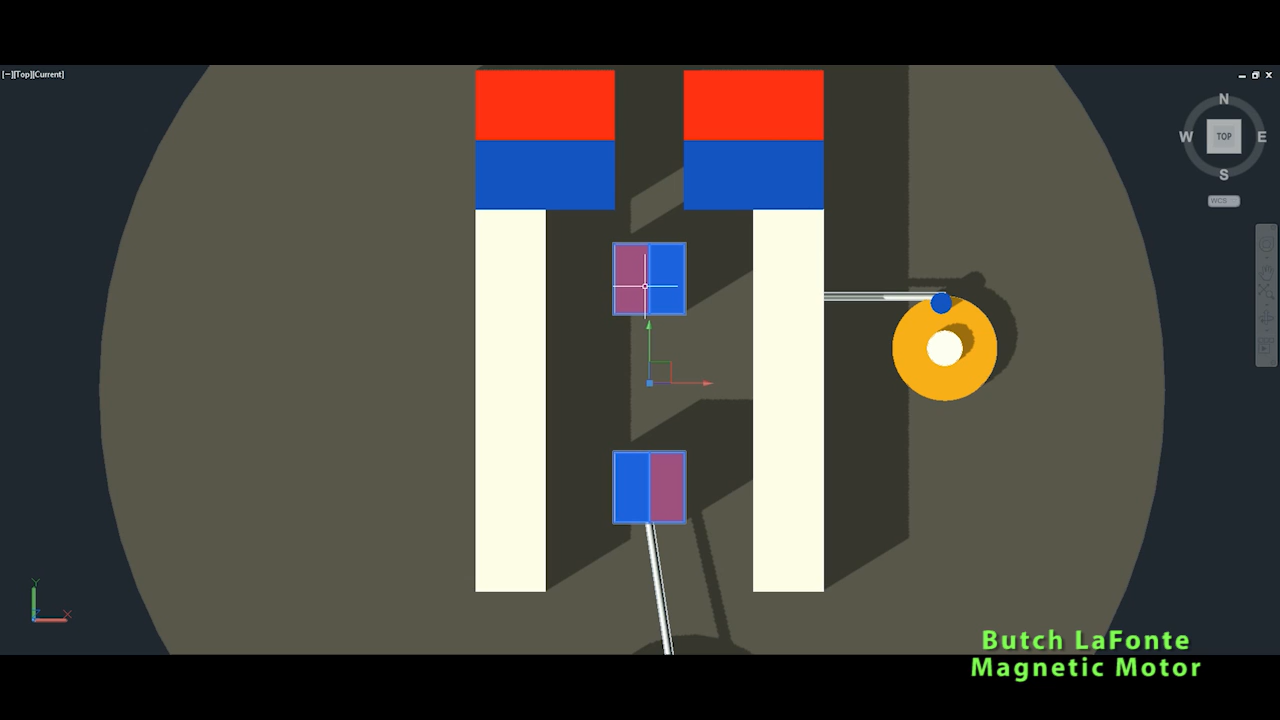 [−][Top][Current]
N
W
TOP
E
S
WCS
Y
X
Butch LaFonte
Magnetic Motor